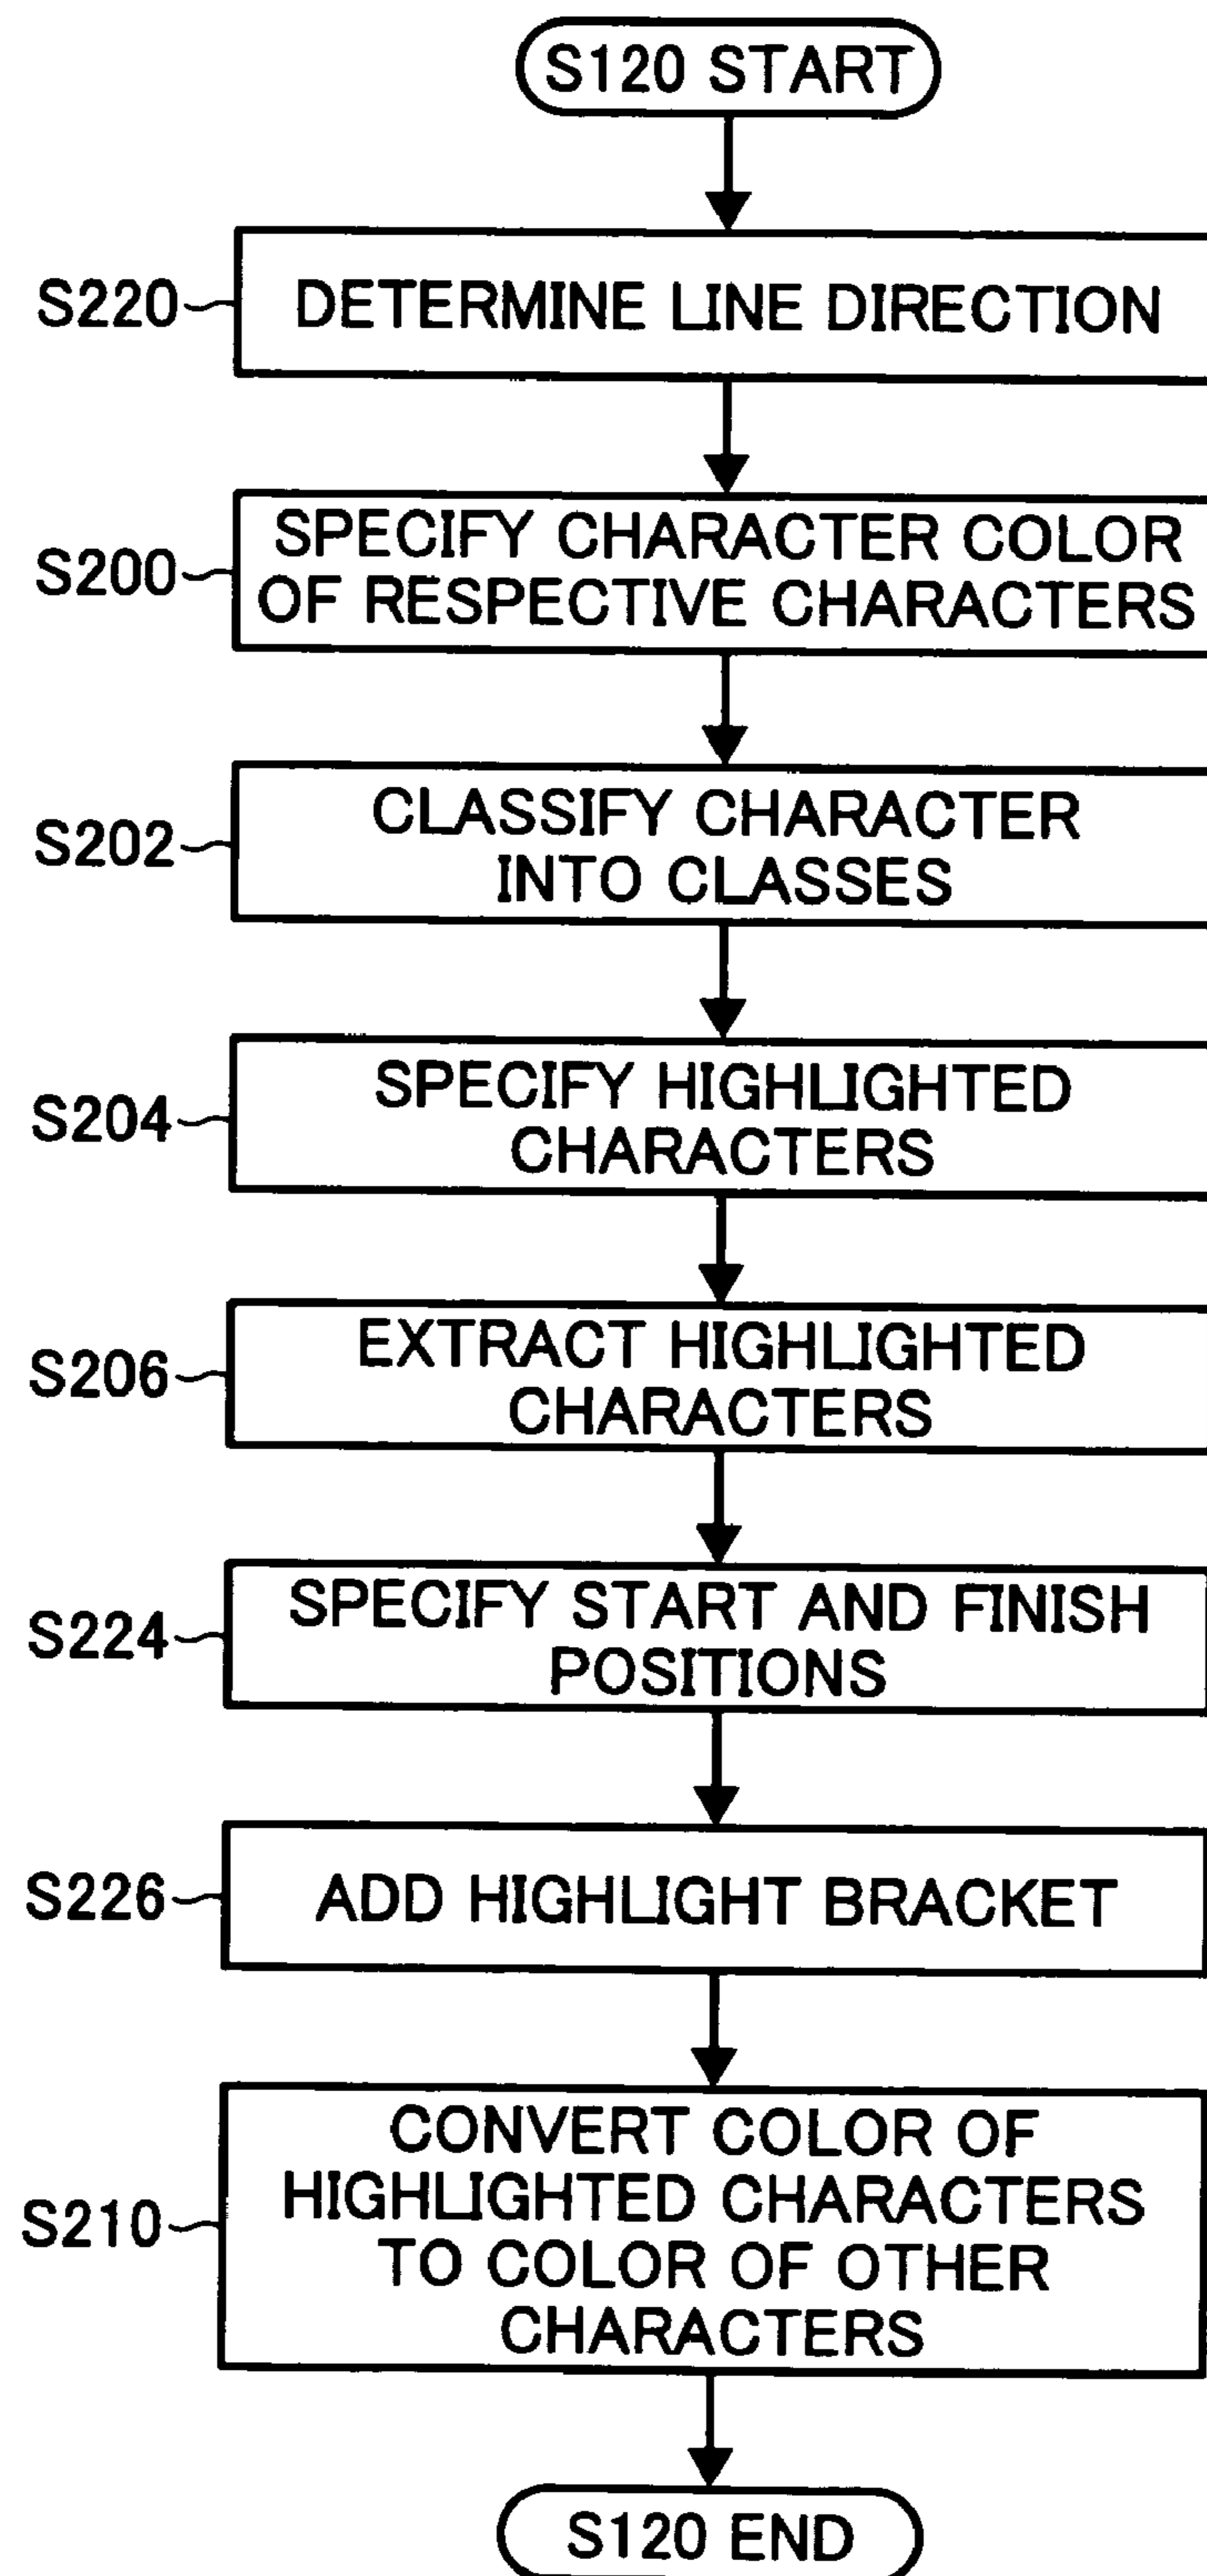 S120 START
S220
DETERMINE LINE DIRECTION
S200
SPECIFY CHARACTER COLOR
OF RESPECTIVE CHARACTERS
S202
CLASSIFY CHARACTER
INTO CLASSES
S204
SPECIFY HIGHLIGHTED
CHARACTERS
S206
EXTRACT HIGHLIGHTED
CHARACTERS
S224
SPECIFY START AND FINISH
POSITIONS
S226
ADD HIGHLIGHT BRACKET
S210
CONVERT COLOR OF
HIGHLIGHTED CHARACTERS
TO COLOR OF OTHER
CHARACTERS
S120 END